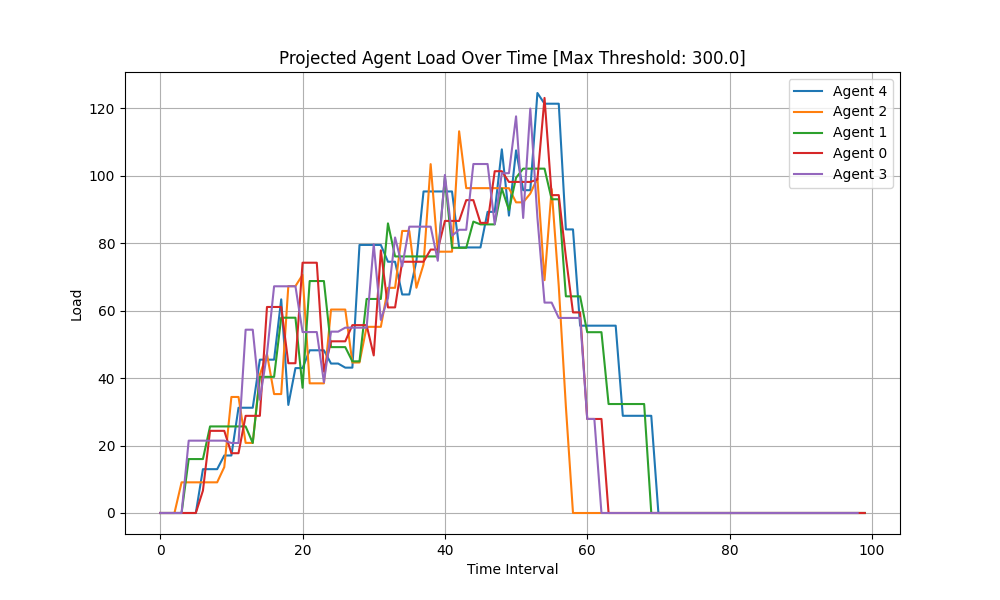 Projected Agent Load Over Time [Max Threshold: 300.0]
Agent 4
Agent 2
Agent 1
Agent 0
Agent 3
Load
120
100
80
60
40
20
0
0 20 40 60 80 100
Time Interval